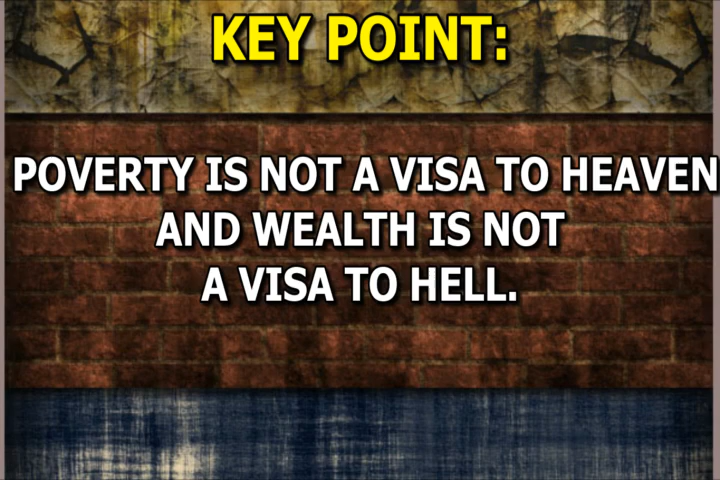 KEY POINT:
POVERTY IS NOT A VISA TO HEAVEN
AND WEALTH IS NOT
A VISA TO HELL.